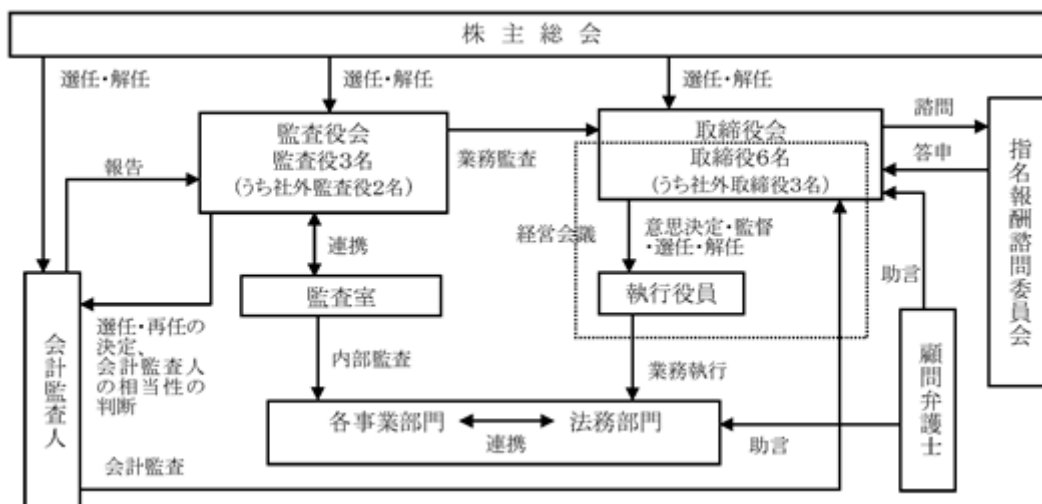 株主総会
選任・解任
選任・解任
選任・解任
監査役会
監査役3名
(うち社外監査役2名)
業務監査
取締役会
取締役6名
(うち社外取締役3名)
諮問
答申
指名報酬諮問委員会
報告
連携
経営会議
意思決定・監督
・選任・解任
助言
監査室
執行役員
会計監査人
選任・再任の
決定、
会計監査人
の相当性の
判断
内部監査
業務執行
顧問弁護士
各事業部門
連携
法務部門
助言
会計監査